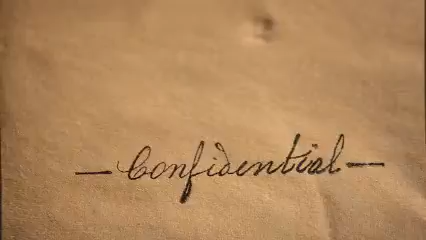 — Confidential —